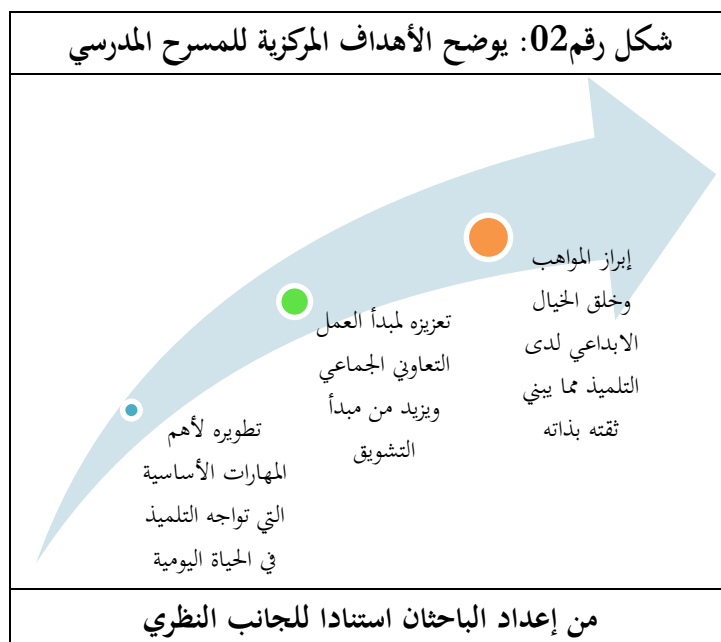 شكل رقم02: يوضح الأهداف المركزية للمسرح المدرسي
إبراز المواهب
وخلق الخيال
الابداعي لدى
التلميذ مما يبني
ثقته بذاته
تعزيزه لمبدأ العمل
التعاوني الجماعي
ويزيد من مبدأ
التشويق
تطويره لأهم
المهارات الأساسية
التي تواجه التلميذ
في الحياة اليومية
من إعداد الباحثان استنادا للجانب النظري